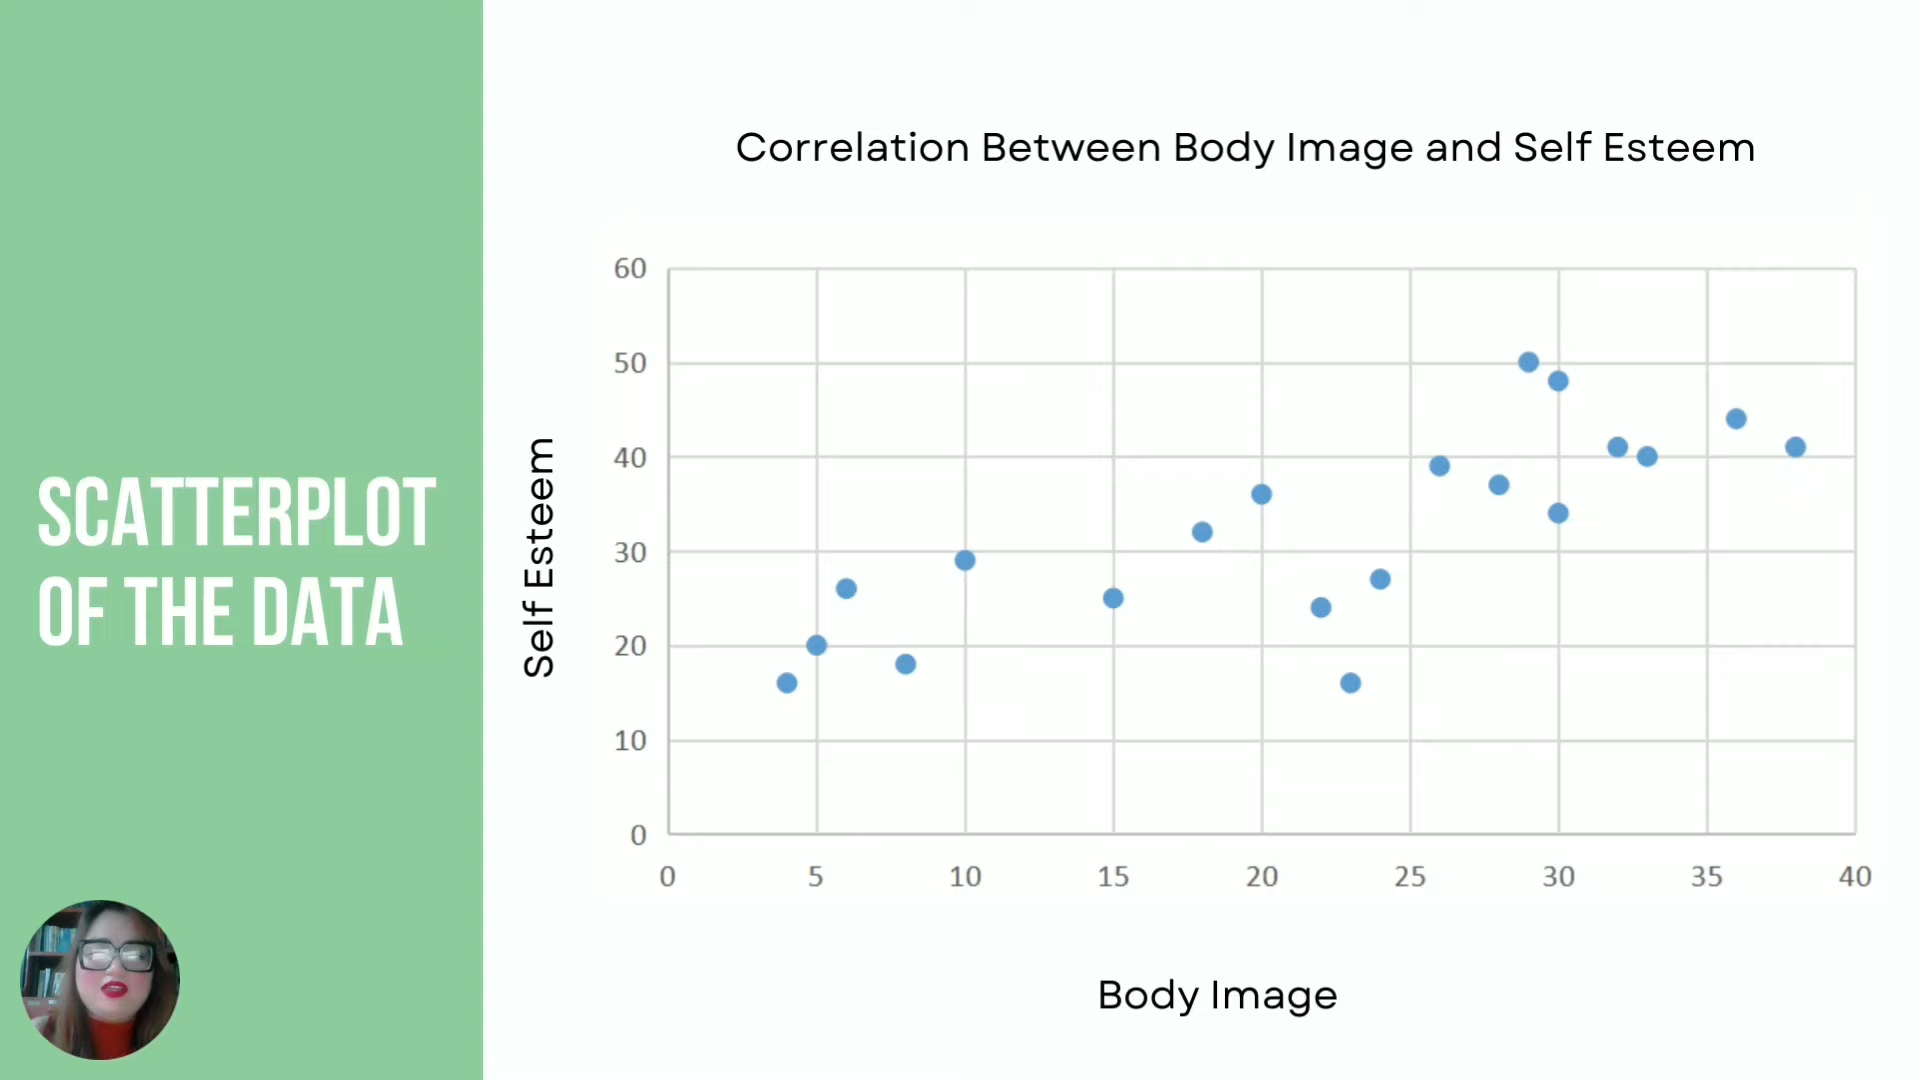 SCATTERPLOT
OF THE DATA
Correlation Between Body Image and Self Esteem
Self Esteem
60
50
40
30
20
10
0
0 5 10 15 20 25 30 35 40
Body Image